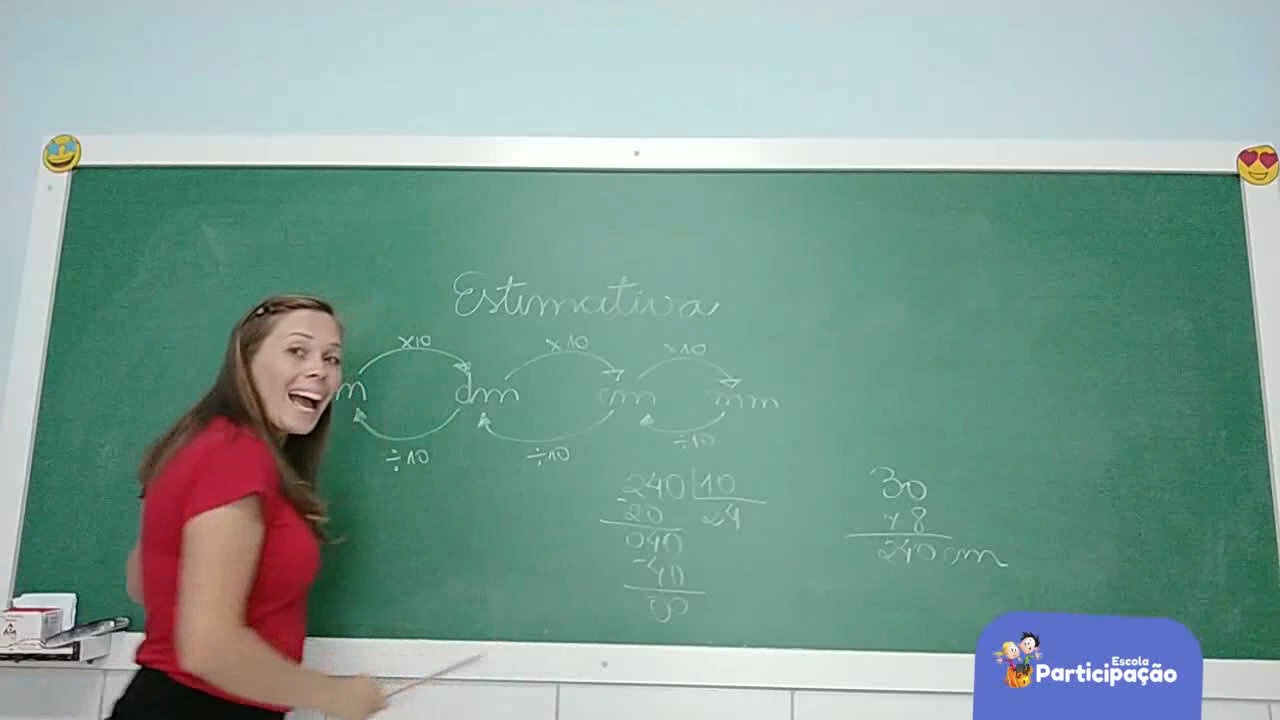 Estimativa
×10 ×10 ×10
m dm cm mm
÷10 ÷10 ÷10
240 10
-20 24
040
-40
00
30
×8
240 cm
Escola
Participação